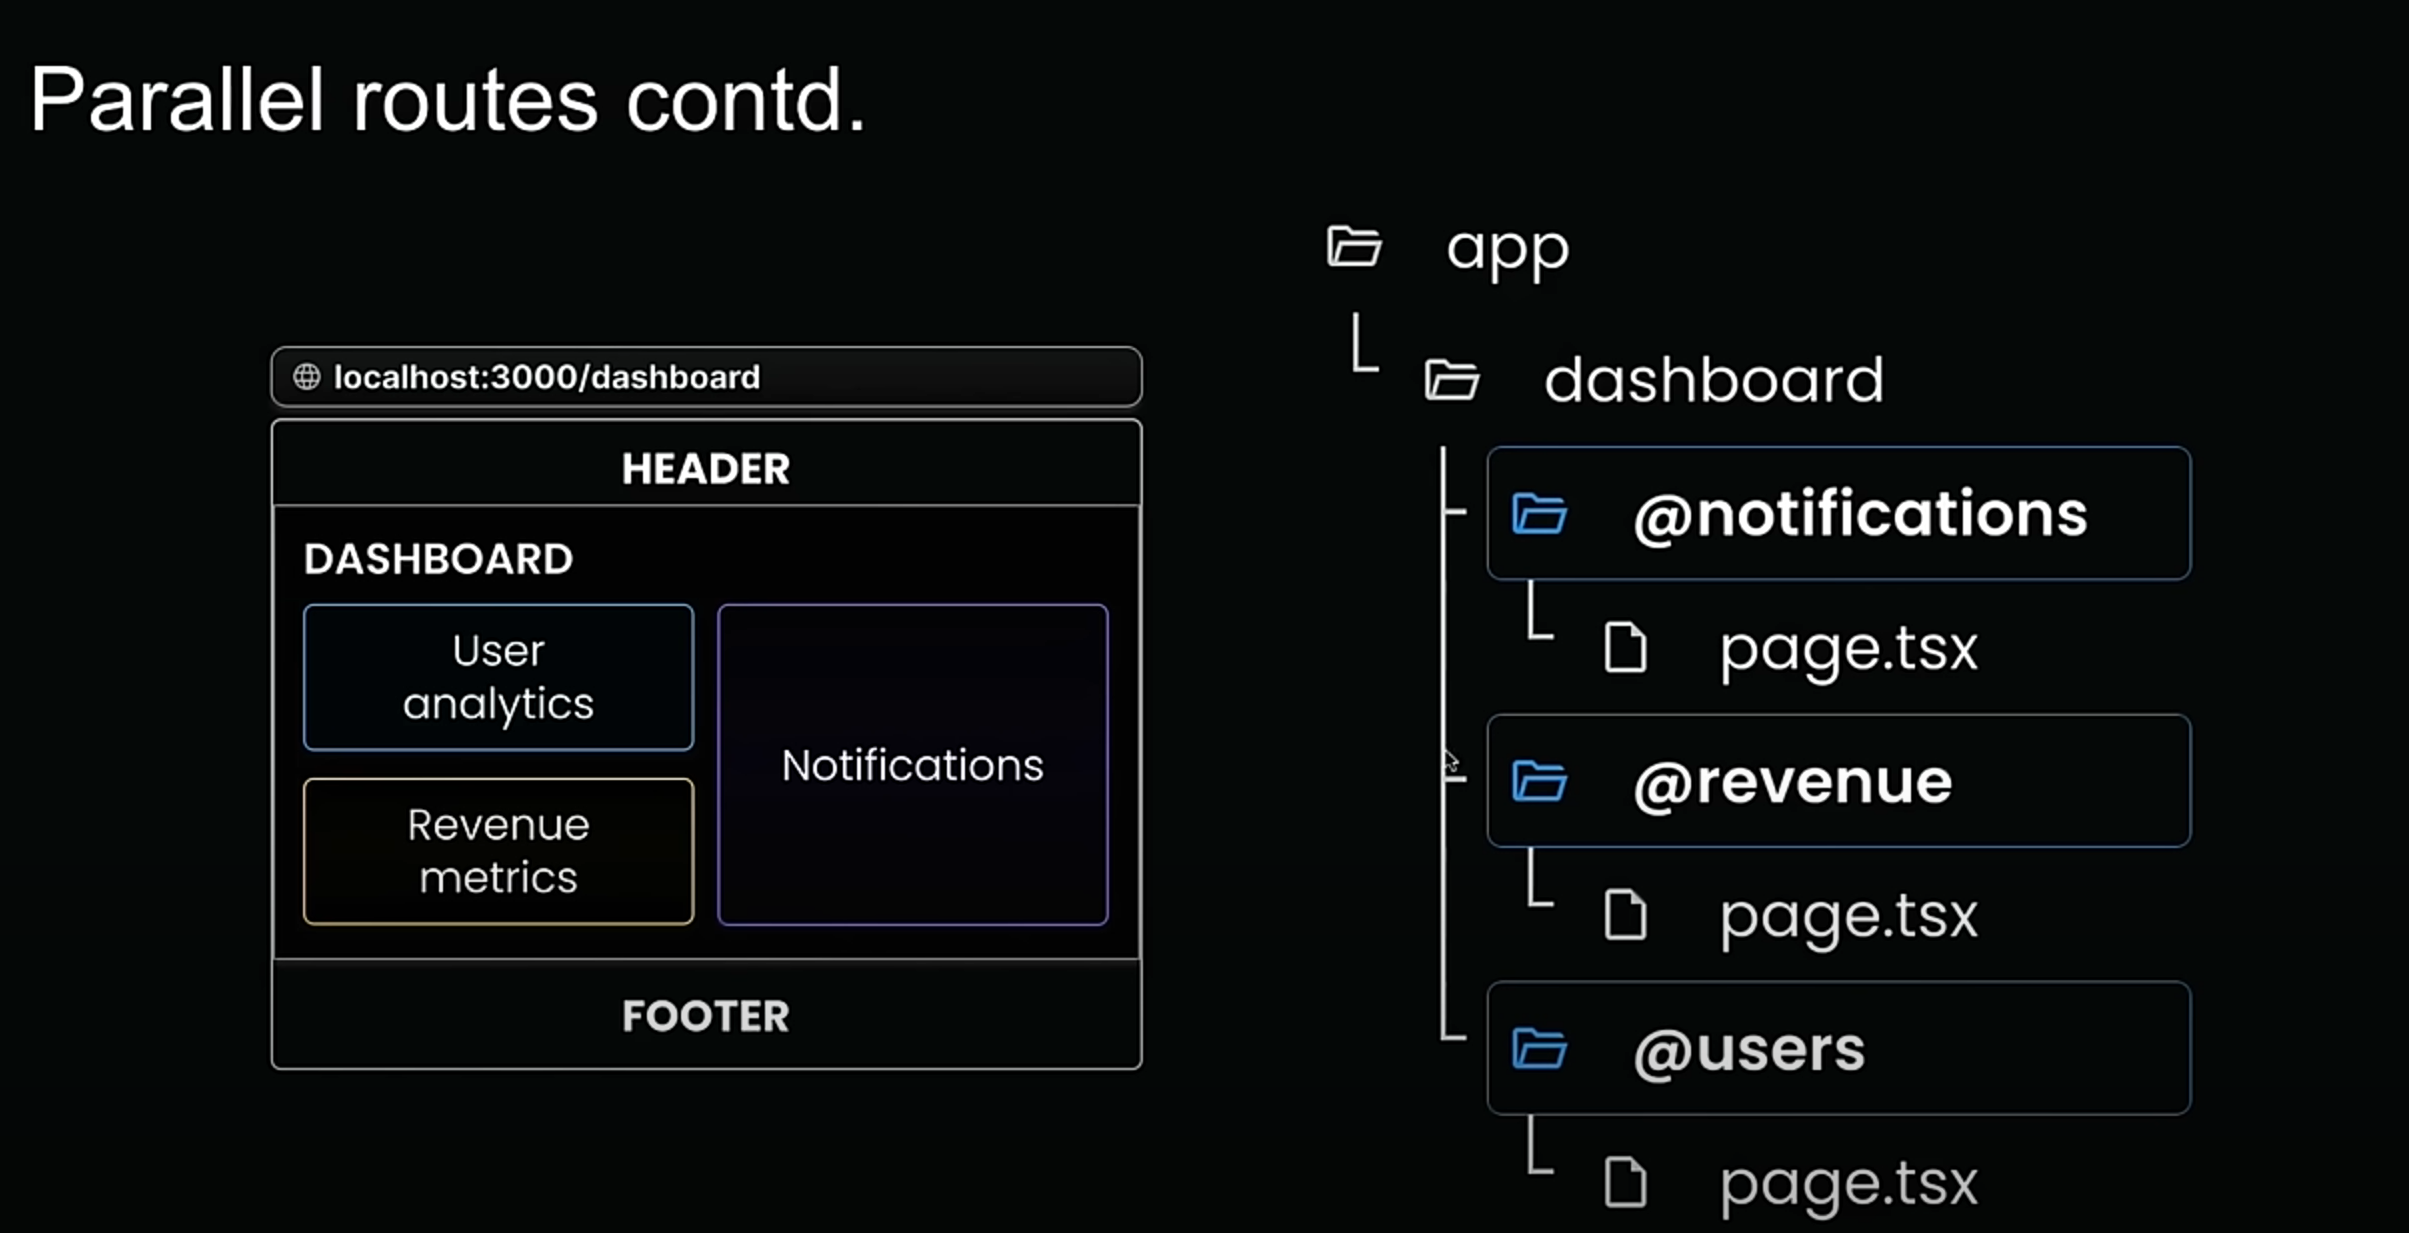 Parallel routes contd.
localhost:3000/dashboard
HEADER
DASHBOARD
User
analytics
Revenue
metrics
Notifications
FOOTER
app
dashboard
@notifications
page.tsx
@revenue
page.tsx
@users
page.tsx